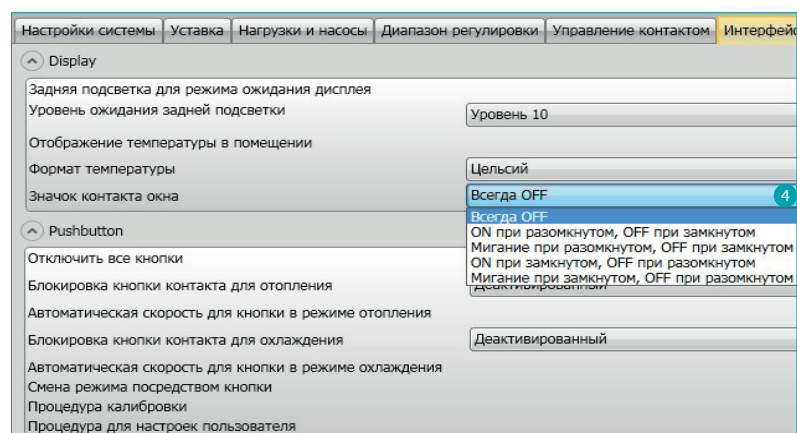 Настройки системы Уставка Нагрузки и насосы Диапазон регулировки Управление контактом Интерфейс
Display
Задняя подсветка для режима ожидания дисплея
Уровень ожидания задней подсветки Уровень 10
Отображение температуры в помещении
Формат температуры Цельсий
Значок контакта окна Всегда OFF 4
Всегда OFF
Pushbutton ON при разомкнутом, OFF при замкнутом
Мигание при разомкнутом, OFF при замкнутом
Отключить все кнопки ON при замкнутом, OFF при разомкнутом
Мигание при замкнутом, OFF при разомкнутом
Блокировка кнопки контакта для отопления Деактивированный
Автоматическая скорость для кнопки в режиме отопления
Блокировка кнопки контакта для охлаждения Деактивированный
Автоматическая скорость для кнопки в режиме охлаждения
Смена режима посредством кнопки
Процедура калибровки
Процедура для настроек пользователя